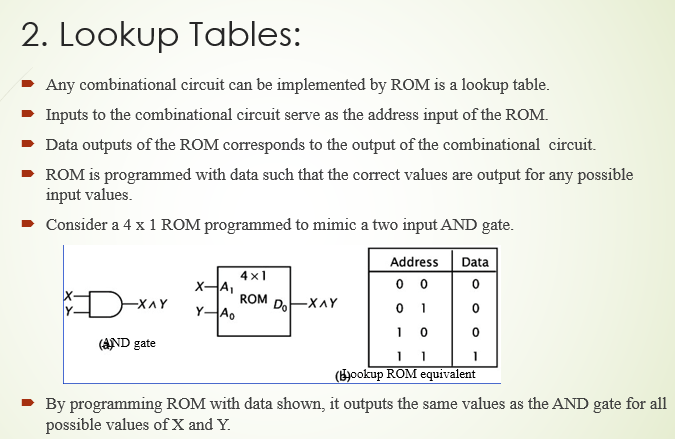 2. Lookup Tables:
Any combinational circuit can be implemented by ROM is a lookup table.
Inputs to the combinational circuit serve as the address input of the ROM.
Data outputs of the ROM corresponds to the output of the combinational circuit.
ROM is programmed with data such that the correct values are output for any possible
input values.
Consider a 4 x 1 ROM programmed to mimic a two input AND gate.
X
Y
X∧Y
(a)
AND gate
X
Y
A1
A0
4×1
ROM
D0
X∧Y
Address Data
0 0 0
0 1 0
1 0 0
1 1 1
(b)
Lookup ROM equivalent
By programming ROM with data shown, it outputs the same values as the AND gate for all
possible values of X and Y.